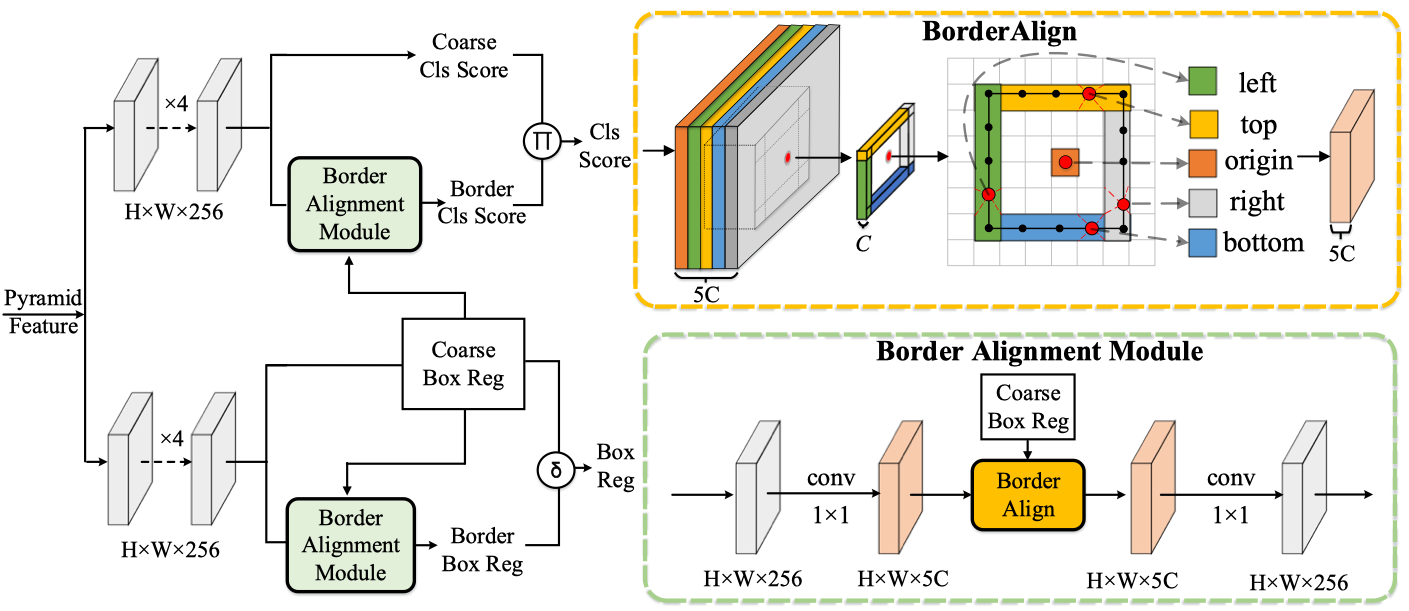 Pyramid
Feature
×4
H×W×256
Coarse
Cls Score
Border
Alignment
Module
Border
Cls Score
Π
Cls
Score
Coarse
Box Reg
×4
H×W×256
Border
Alignment
Module
Border
Box Reg
δ
Box
Reg
BorderAlign
5C
C
left
top
origin
right
bottom
5C
Border Alignment Module
Coarse
Box Reg
conv
1×1
Border
Align
conv
1×1
H×W×256
H×W×5C
H×W×5C
H×W×256